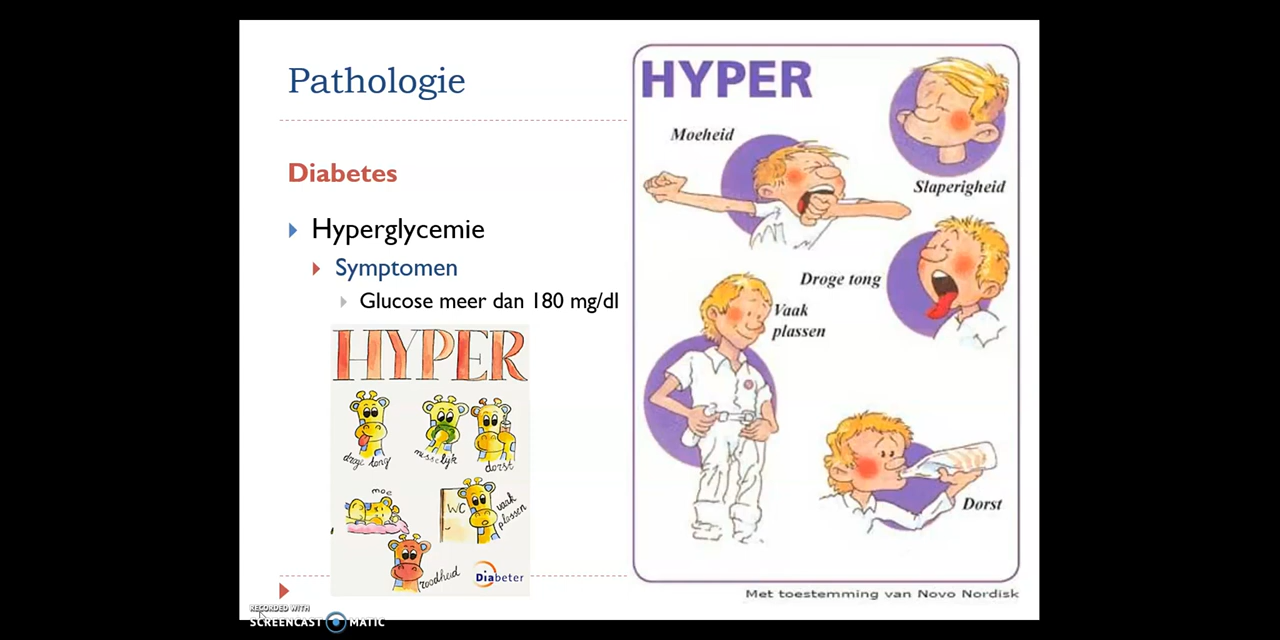 Pathologie
Diabetes
Hyperglycemie
Symptomen
Glucose meer dan 180 mg/dl
HYPER
droge tong
misselijk
dorst
moe
WC
vaak
plassen
roodheid
Diabeter
HYPER
Moeheid
Slaperigheid
Droge tong
Vaak
plassen
Dorst
Met toestemming van Novo Nordisk
RECORDED WITH
SCREENCAST MATIC